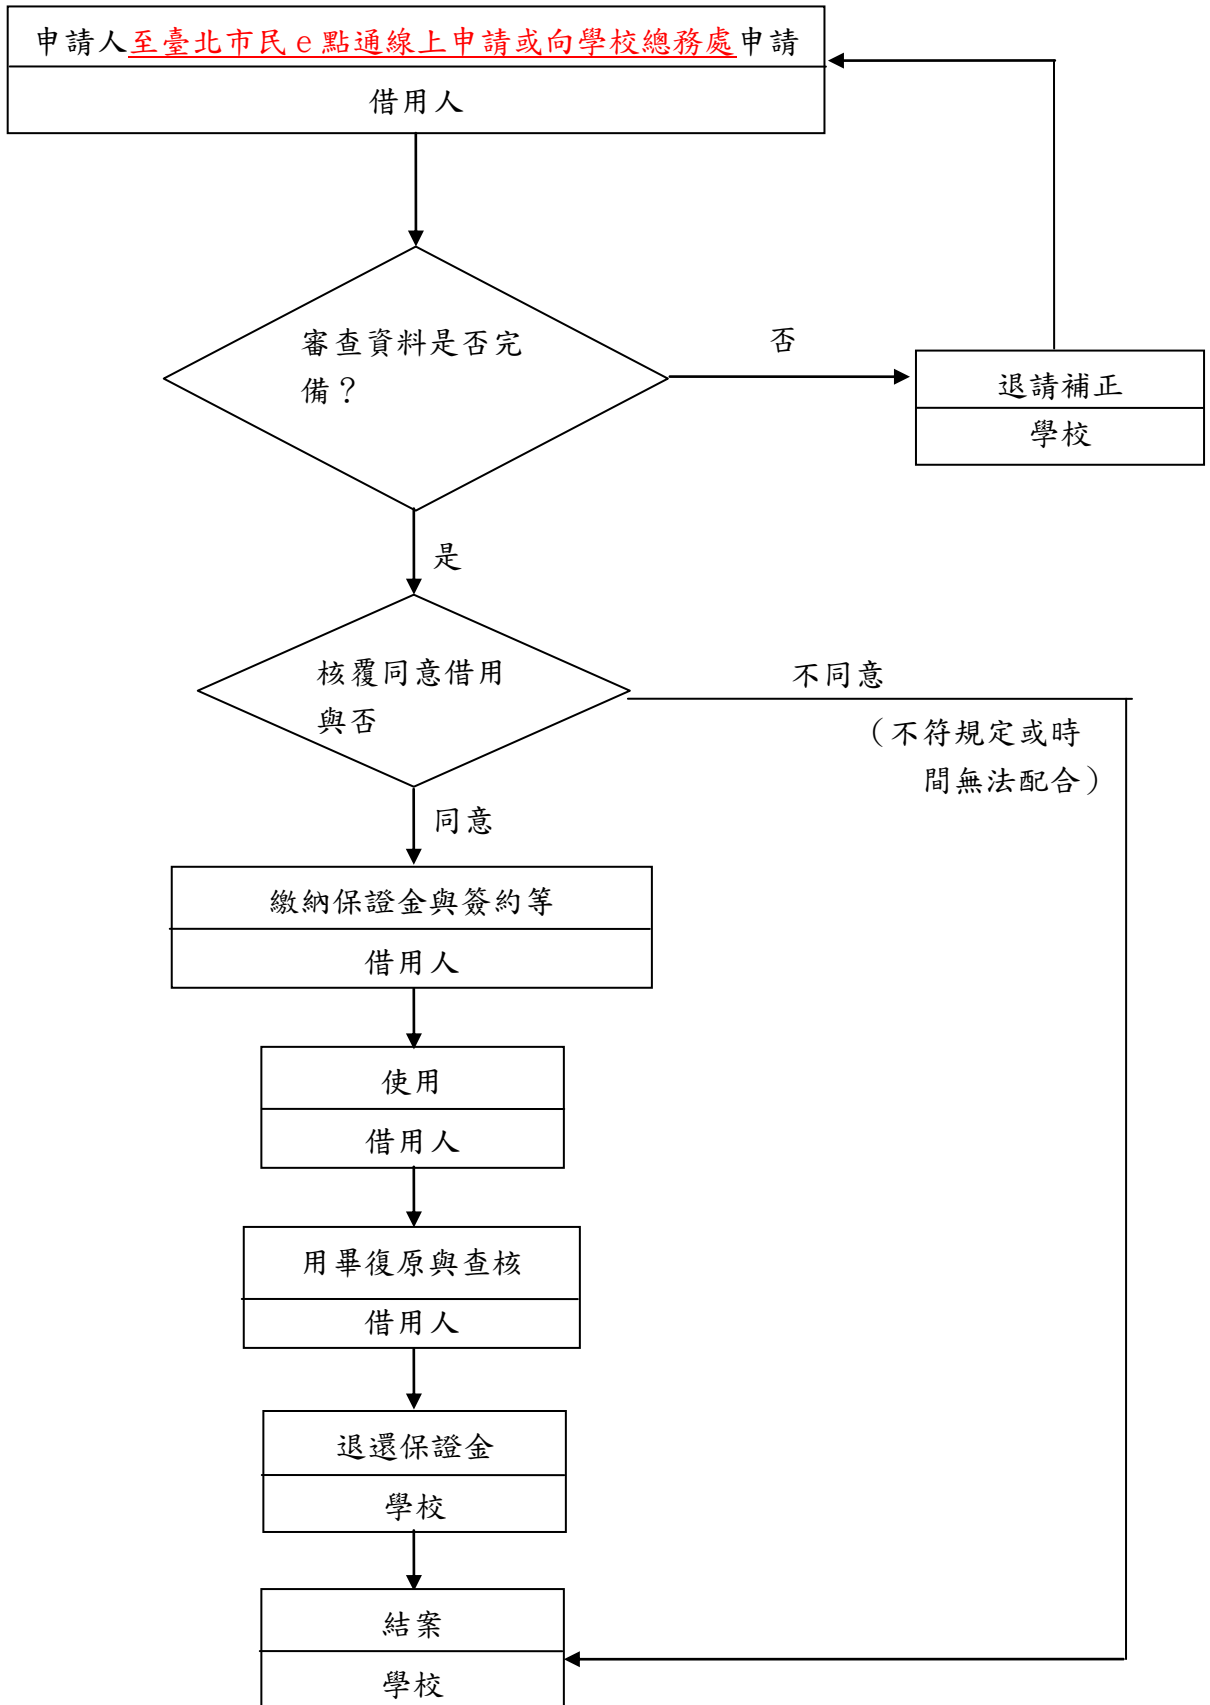 申請人至臺北市民e點通線上申請或向學校總務處申請
借用人
審查資料是否完
備？
否
退請補正
學校
是
核覆同意借用
與否
不同意
（不符規定或時
間無法配合）
同意
繳納保證金與簽約等
借用人
使用
借用人
用畢復原與查核
借用人
退還保證金
學校
結案
學校